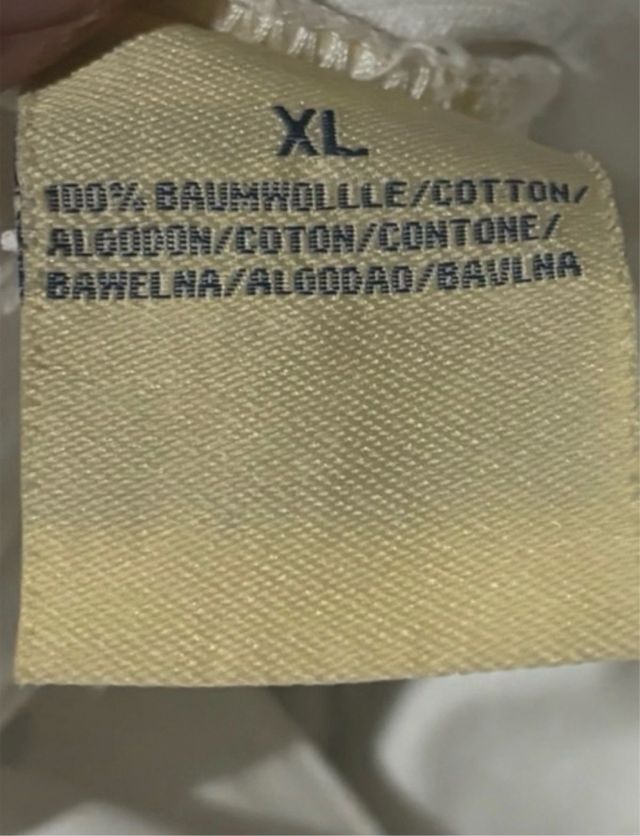 XL
100% BAUMWOLLLE/COTTON/
ALGODON/COTON/CONTONE/
BAWELNA/ALGODAO/BAVLNA